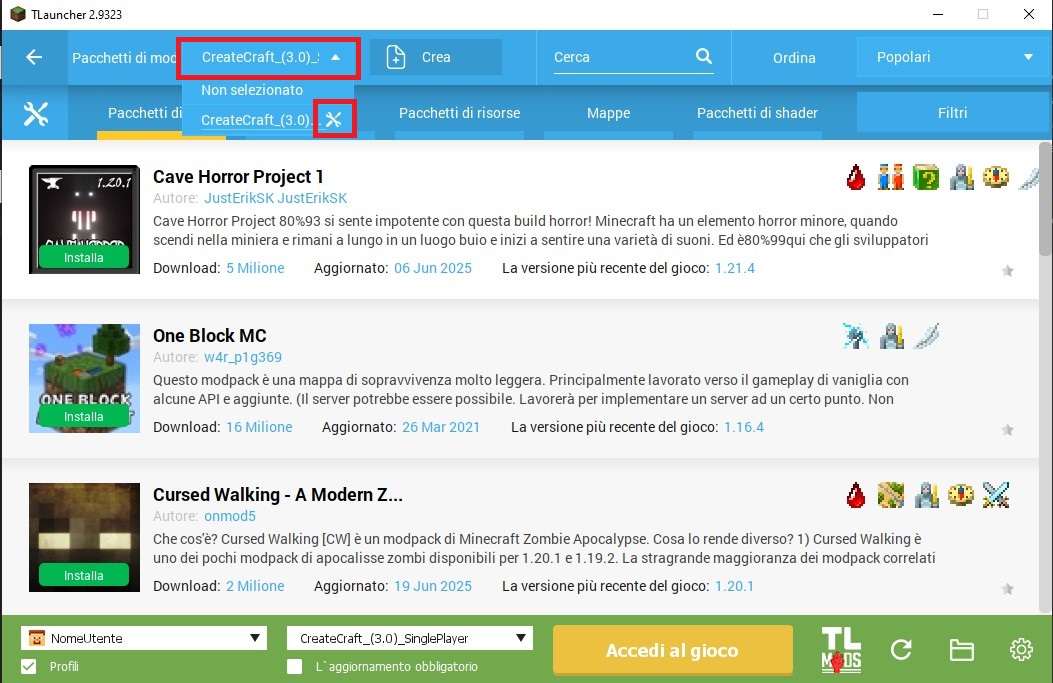 TLauncher 2.9323
Pacchetti di mod
CreateCraft_(3.0)_S
Crea
Cerca
Ordina
Popolari
Non selezionato
CreateCraft_(3.0)...
Pacchetti di
Pacchetti di risorse
Mappe
Pacchetti di shader
Filtri
1.20.1
Installa
Cave Horror Project 1
Autore: JustErikSK JustErikSK
Cave Horror Project 80%93 si sente impotente con questa build horror! Minecraft ha un elemento horror minore, quando
scendi nella miniera e rimani a lungo in un luogo buio e inizi a sentire una varietà di suoni. Ed è80%99qui che gli sviluppatori
Download: 5 Milione Aggiornato: 06 Jun 2025 La versione più recente del gioco: 1.21.4
ONE BLOCK
Installa
One Block MC
Autore: w4r_p1g369
Questo modpack è una mappa di sopravvivenza molto leggera. Principalmente lavorato verso il gameplay di vaniglia con
alcune API e aggiunte. (Il server potrebbe essere possibile. Lavorerà per implementare un server ad un certo punto. Non
Download: 16 Milione Aggiornato: 26 Mar 2021 La versione più recente del gioco: 1.16.4
Installa
Cursed Walking - A Modern Z...
Autore: onmod5
Che cos'è? Cursed Walking [CW] è un modpack di Minecraft Zombie Apocalypse. Cosa lo rende diverso? 1) Cursed Walking è
uno dei pochi modpack di apocalisse zombi disponibili per 1.20.1 e 1.19.2. La stragrande maggioranza dei modpack correlati
Download: 2 Milione Aggiornato: 19 Jun 2025 La versione più recente del gioco: 1.20.1
NomeUtente
CreateCraft_(3.0)_SinglePlayer
Accedi al gioco
TL
MODS
Profili
L`aggiornamento obbligatorio